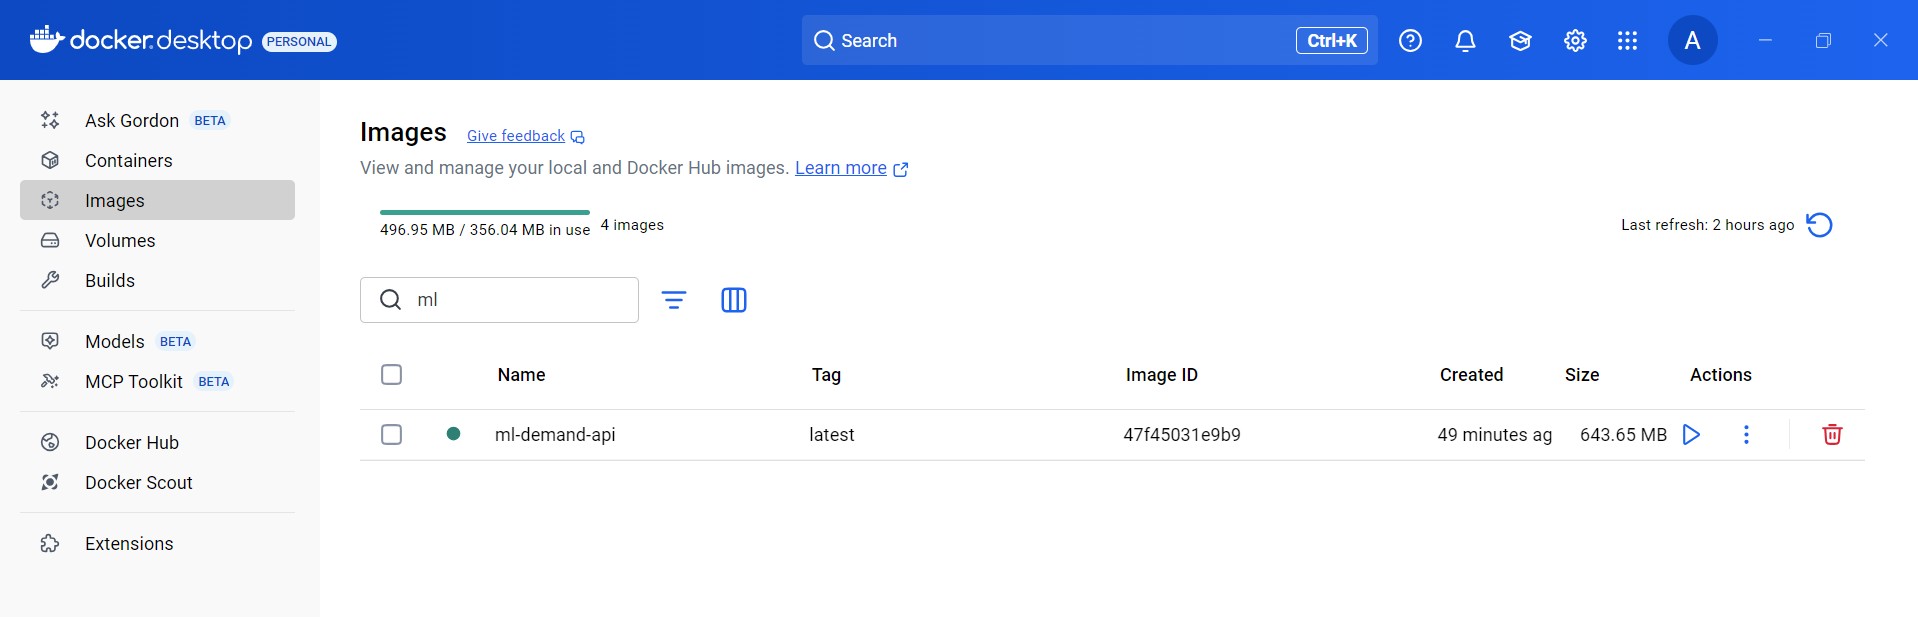 docker.desktop PERSONAL
Search Ctrl+K
A
Ask Gordon BETA
Containers
Images
Volumes
Builds
Models BETA
MCP Toolkit BETA
Docker Hub
Docker Scout
Extensions
Images Give feedback
View and manage your local and Docker Hub images. Learn more
496.95 MB / 356.04 MB in use 4 images
Last refresh: 2 hours ago
ml
Name Tag Image ID Created Size Actions
ml-demand-api latest 47f45031e9b9 49 minutes ag 643.65 MB